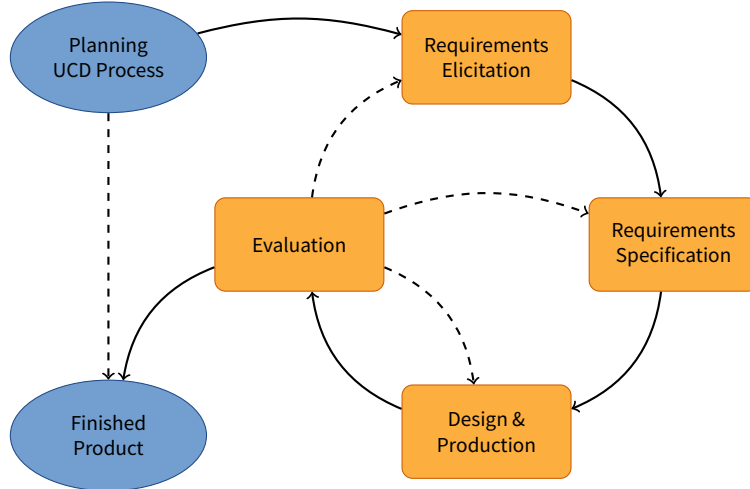 Planning
UCD Process
Requirements
Elicitation
Evaluation
Requirements
Specification
Finished
Product
Design &
Production